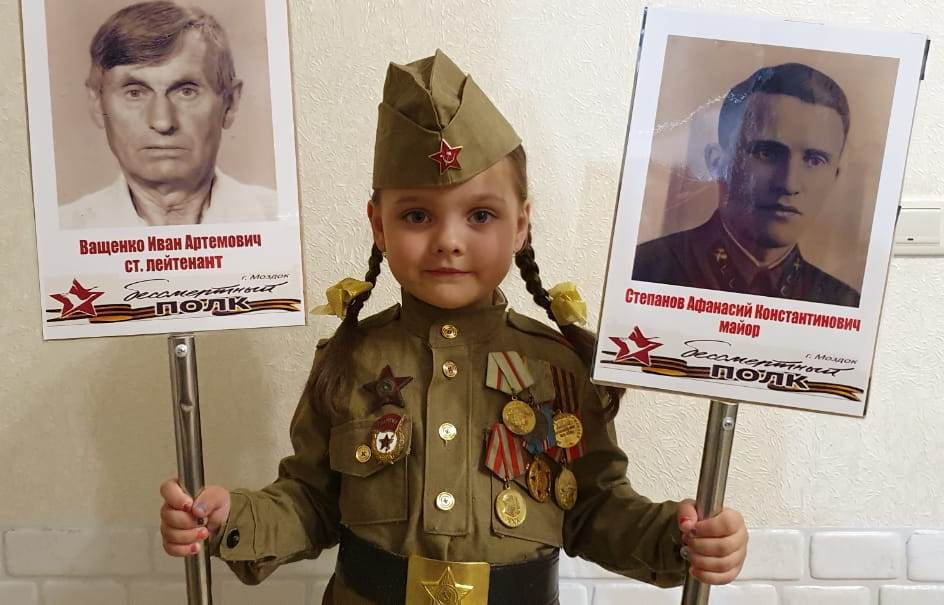 Ващенко Иван Артемович
ст. лейтенант
г. Моздок
бессмертный
ПОЛК
Степанов Афанасий Константинович
майор
г. Моздок
бессмертный
ПОЛК